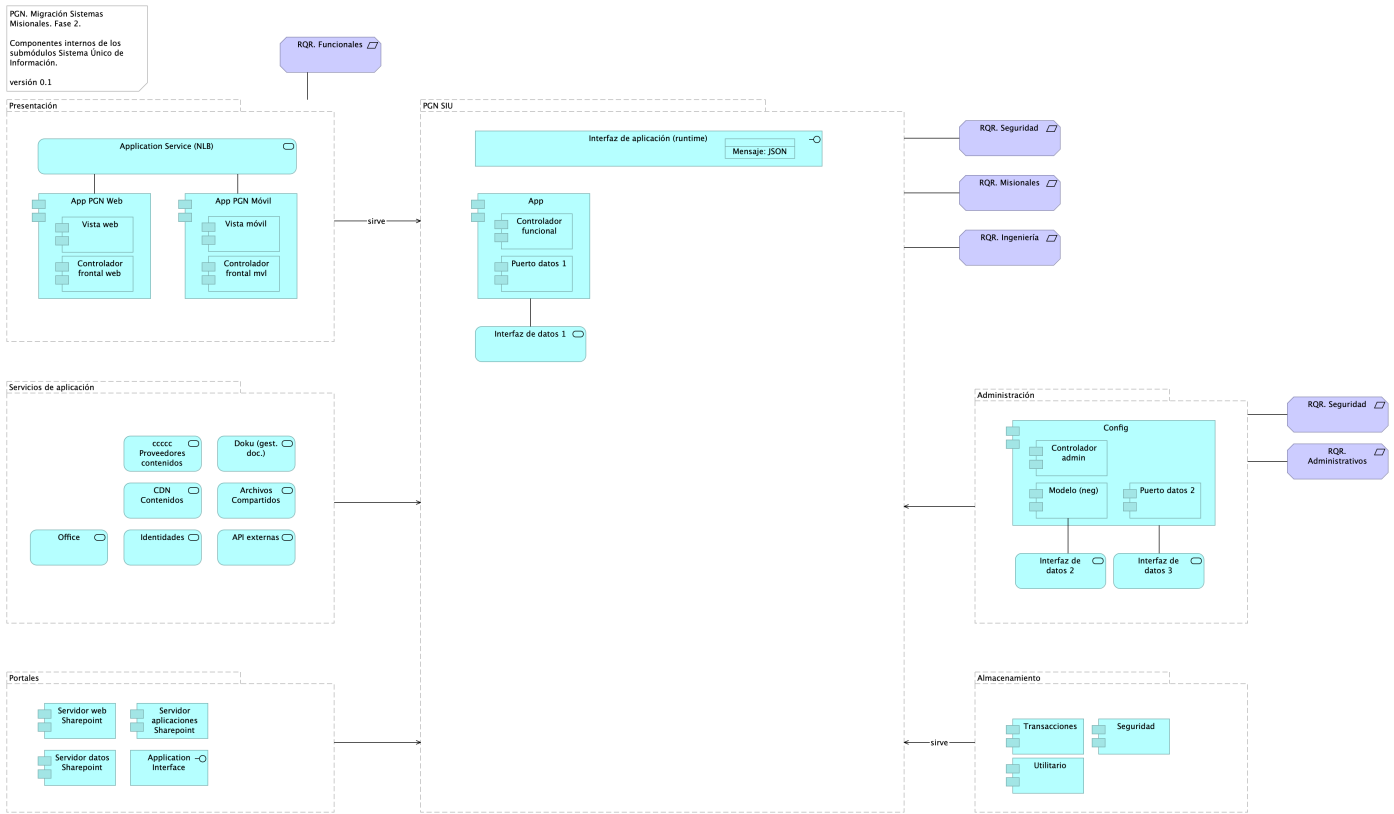 PGN. Migración Sistemas
Misionales. Fase 2.
Componentes internos de los
submódulos Sistema Único de
Información.
versión 0.1
RQR. Funcionales
Presentación
Application Service (NLB)
App PGN Web
Vista web
Controlador
frontal web
App PGN Móvil
Vista móvil
Controlador
frontal mvl
sirve
PGN SIU
Interfaz de aplicación (runtime)
Mensaje: JSON
App
Controlador
funcional
Puerto datos 1
Interfaz de datos 1
RQR. Seguridad
RQR. Misionales
RQR. Ingeniería
Servicios de aplicación
ccccc
Proveedores
contenidos
Doku (gest.
doc.)
CDN
Contenidos
Archivos
Compartidos
Office
Identidades
API externas
Administración
Config
Controlador
admin
Modelo (neg)
Puerto datos 2
Interfaz de
datos 2
Interfaz de
datos 3
RQR. Seguridad
RQR.
Administrativos
Portales
Servidor web
Sharepoint
Servidor
aplicaciones
Sharepoint
Servidor datos
Sharepoint
Application
Interface
Almacenamiento
sirve
Transacciones
Seguridad
Utilitario